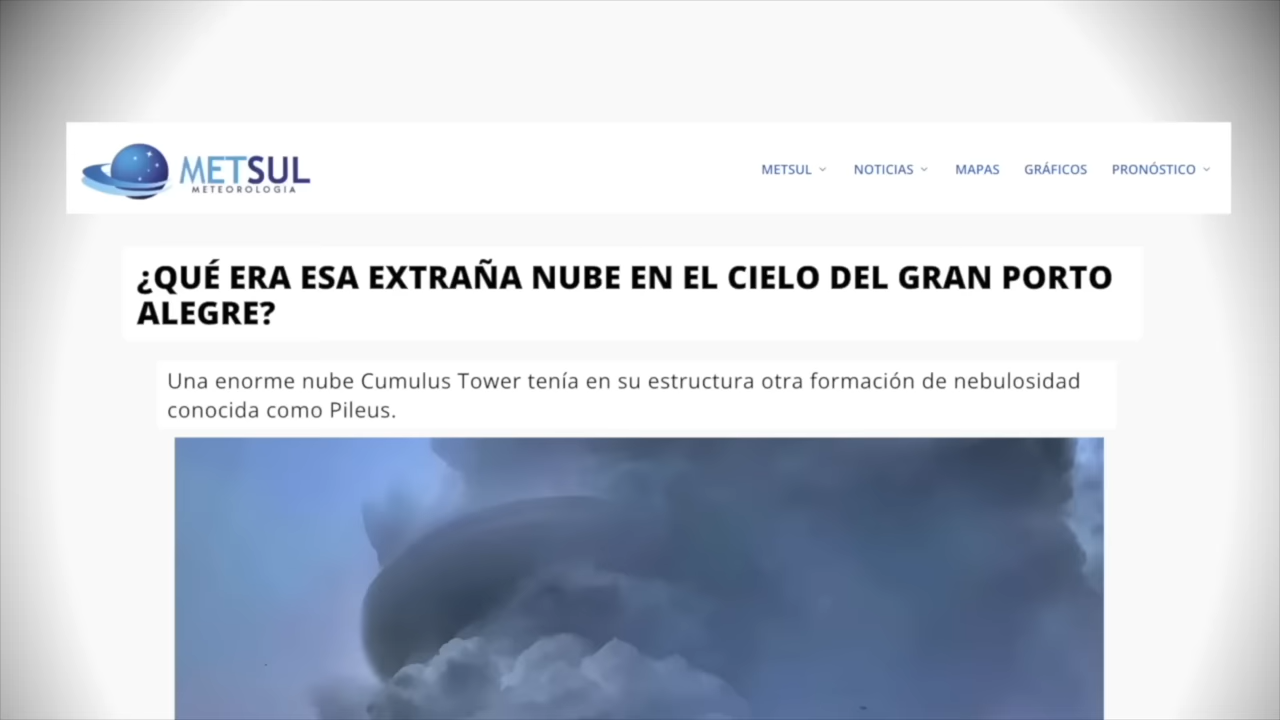 METSUL
METEOROLOGIA
METSUL
NOTICIAS
MAPAS
GRÁFICOS
PRONÓSTICO
¿QUÉ ERA ESA EXTRAÑA NUBE EN EL CIELO DEL GRAN PORTO
ALEGRE?
Una enorme nube Cumulus Tower tenía en su estructura otra formación de nebulosidad
conocida como Pileus.